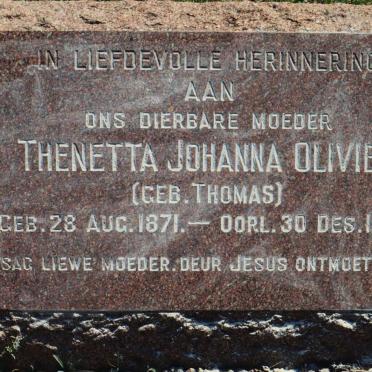 IN LIEFDEVOLLE HERINNERING
AAN
ONS DIERBARE MOEDER
THENETTA JOHANNA OLIVIE
(GEB. THOMAS)
GEB. 28 AUG. 1871. — OORL. 30 DES. 1
SAG LIEWE MOEDER. DEUR JESUS ONTMOET